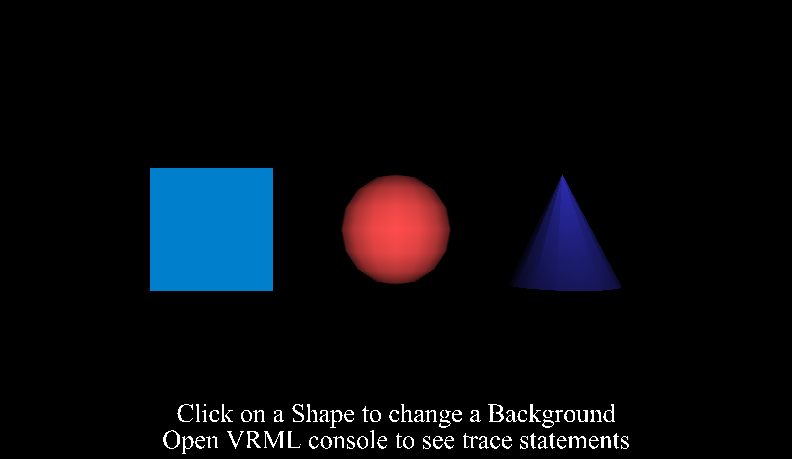 Click on a Shape to change a Background
Open VRML console to see trace statements